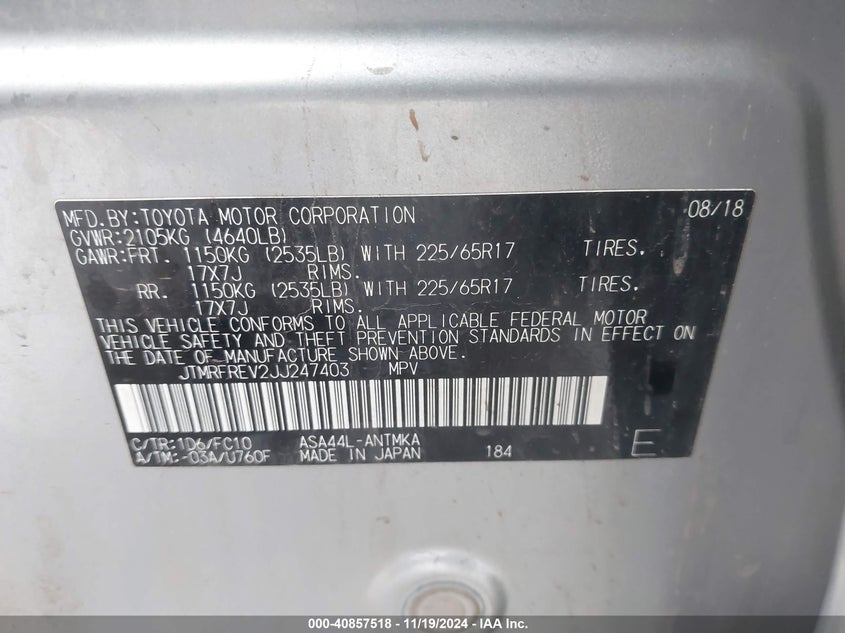 MFD.BY:TOYOTA MOTOR CORPORATION 08/18
GVWR:2105KG (4640LB)
GAWR:FRT. 1150KG (2535LB) WITH 225/65R17 TIRES.
17X7J RIMS.
RR. 1150KG (2535LB) WITH 225/65R17 TIRES.
17X7J RIMS.
THIS VEHICLE CONFORMS TO ALL APPLICABLE FEDERAL MOTOR
VEHICLE SAFETY AND THEFT PREVENTION STANDARDS IN EFFECT ON
THE DATE OF MANUFACTURE SHOWN ABOVE.
JTMRFREV2JJ247403 MPV
C/TR:1D6/FC10 ASA44L-ANTMKA
A/TM:-03A/U760F MADE IN JAPAN 184 E
000-40857518 - 11/19/2024 - IAA Inc.